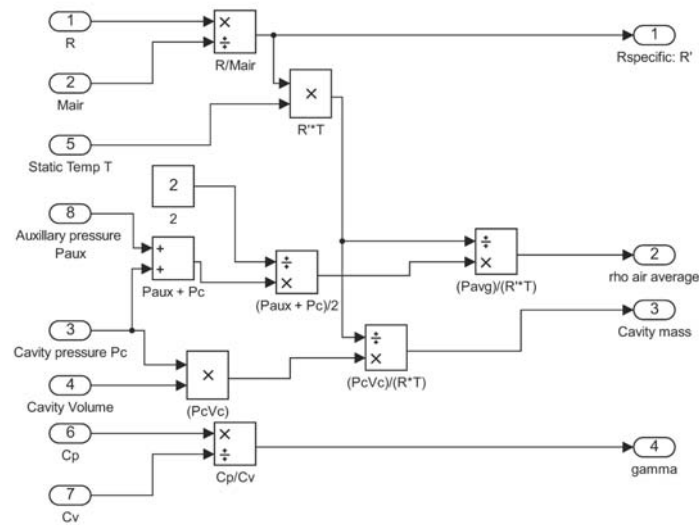 1
R
×
÷
R/Mair
1
Rspecific: R'
2
Mair
×
R'*T
5
Static Temp T
2
2
8
Auxillary pressure
Paux
+
+
Paux + Pc
÷
×
(Paux + Pc)/2
÷
×
(Pavg)/(R'*T)
2
rho air average
3
Cavity pressure Pc
÷
×
(PcVc)/(R*T)
3
Cavity mass
4
Cavity Volume
×
(PcVc)
6
Cp
×
÷
Cp/Cv
4
gamma
7
Cv